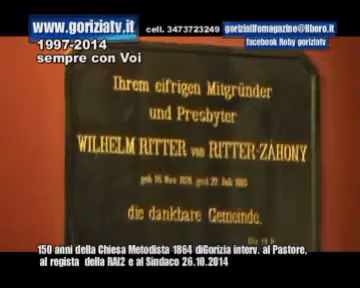 www.goriziatv.it cell. 3473723249 goriziatifomagazine@libero.it
facebook Roby goriziatv
1997-2014
sempre con Voi
Ihrem eifrigen Mitgründer
und Presbyter
WILHELM RITTER von RITTER-ZAHONY
die dankbare Gemeinde.
150 anni della Chiesa Metodista 1864 diGorizia interv. al Pastore,
al regista della RAI2 e al Sindaco 26.10.2014